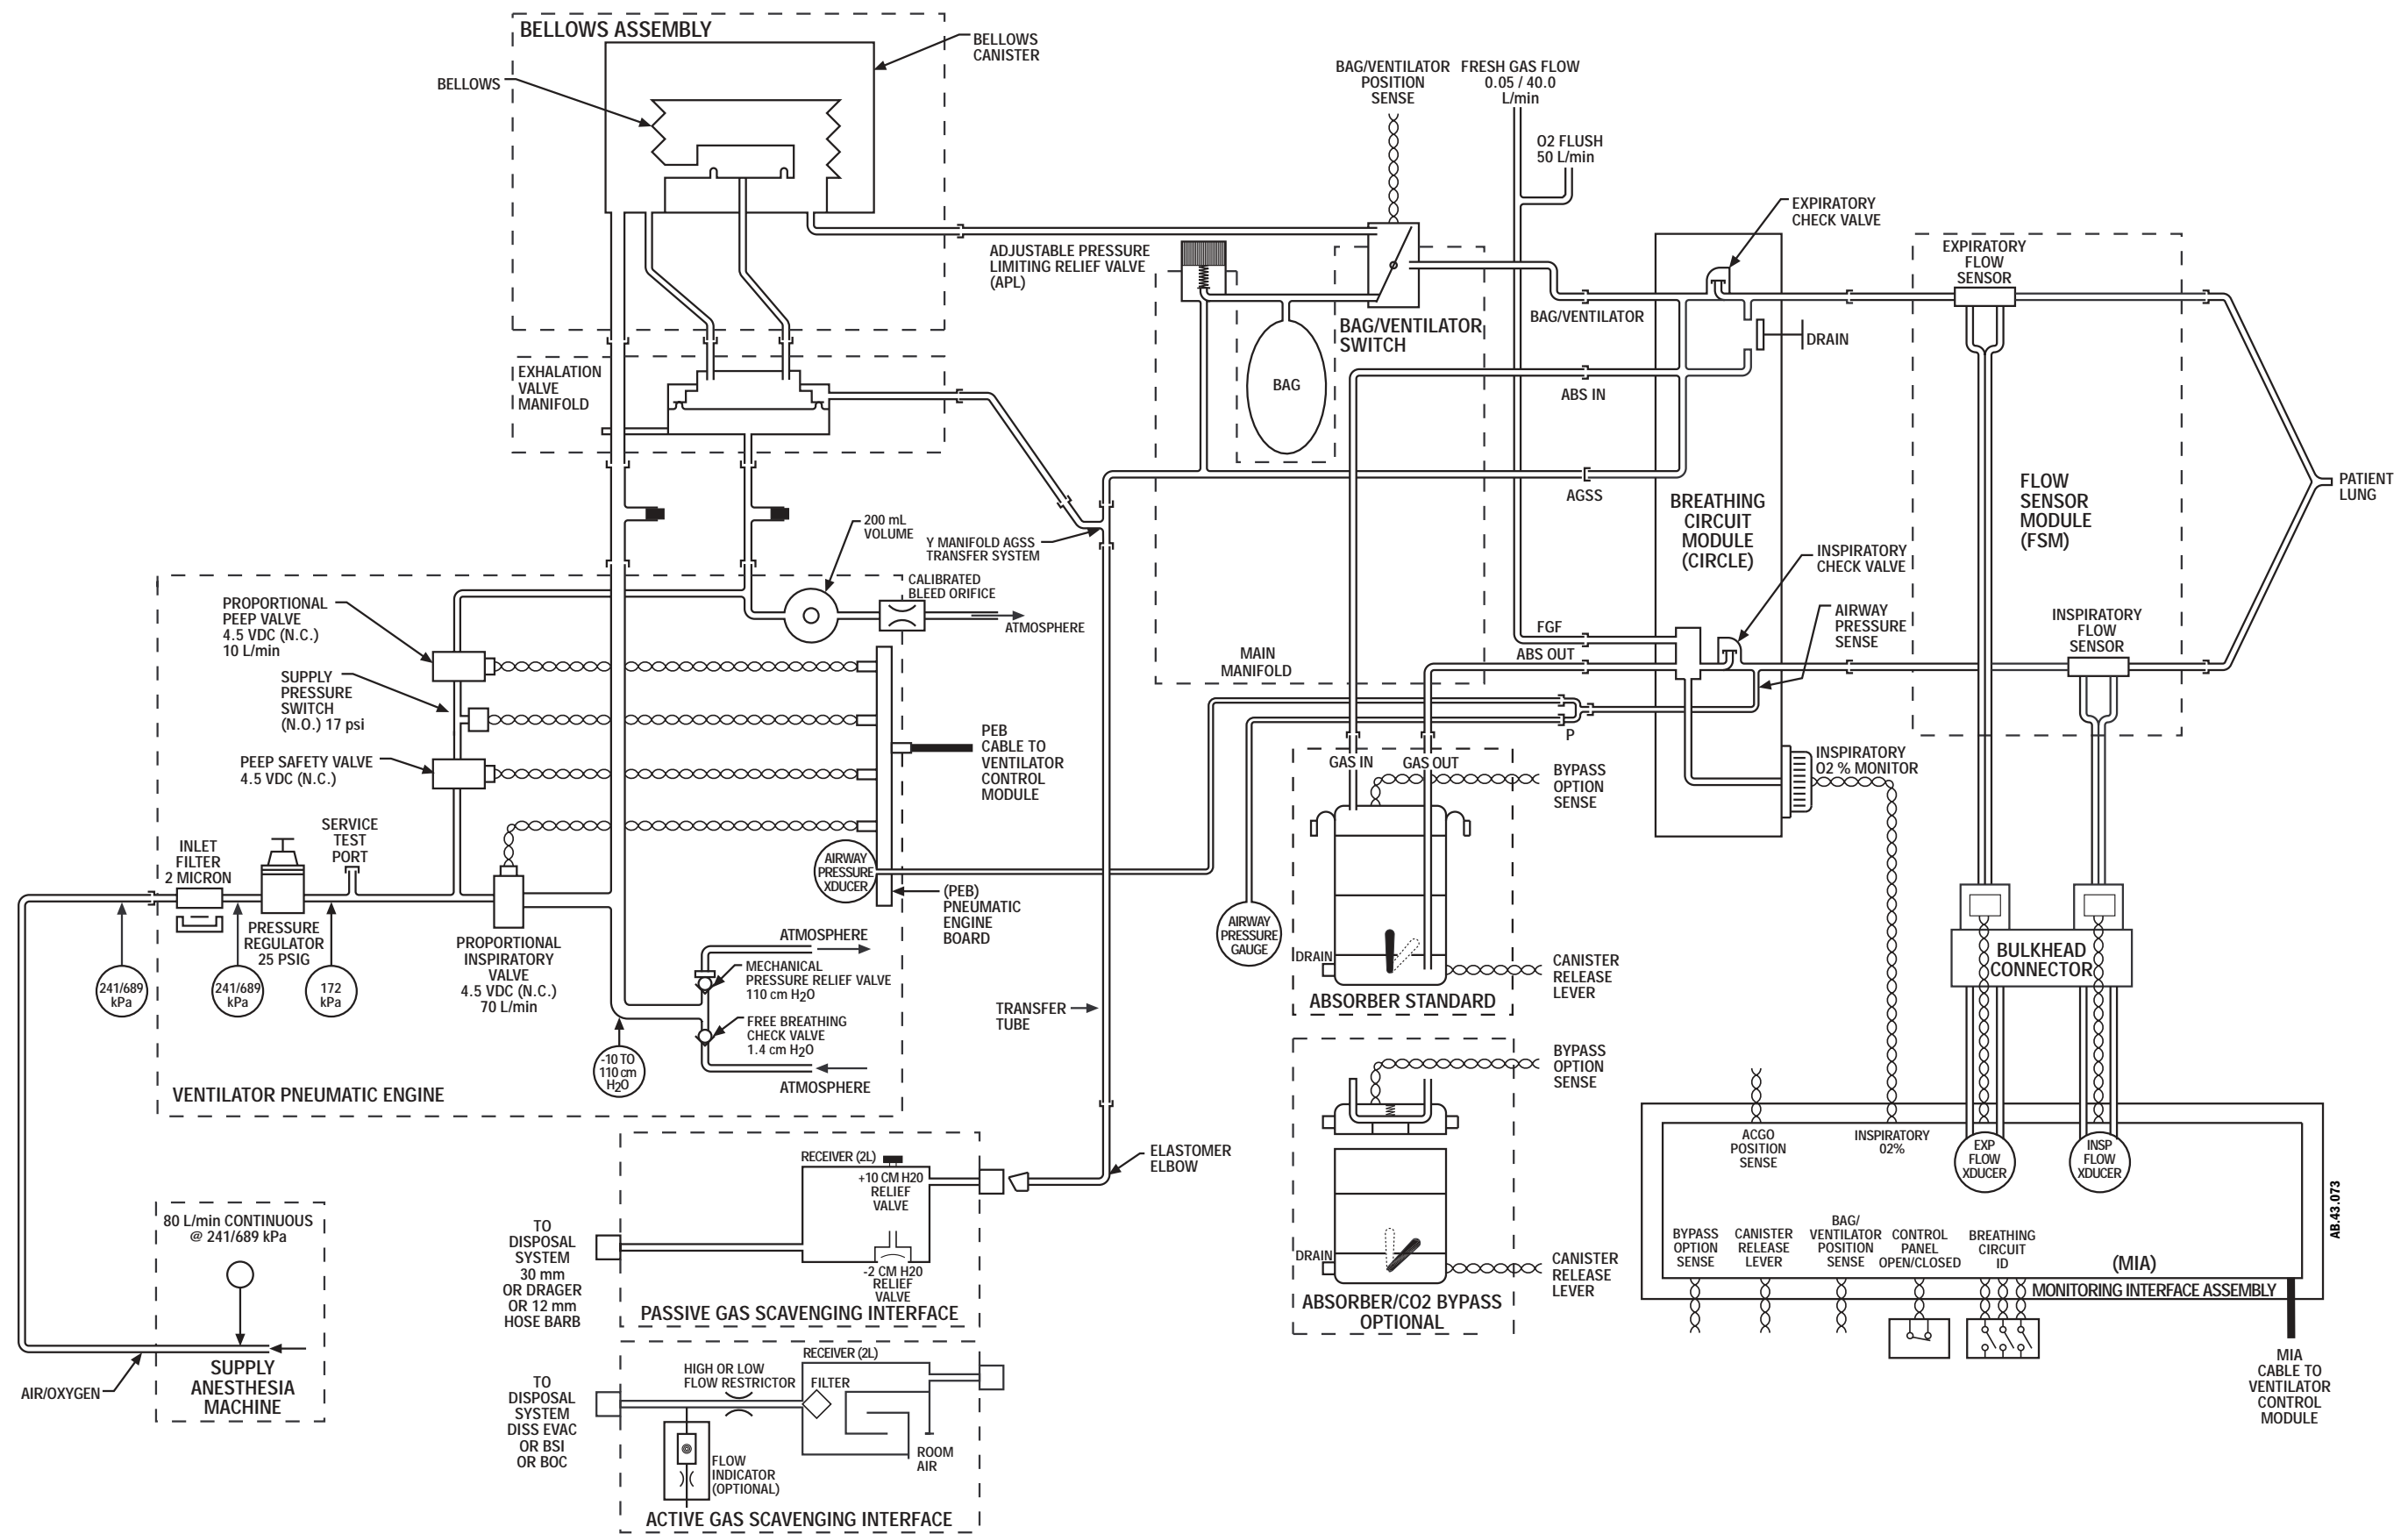 BELLOWS ASSEMBLY
BELLOWS
CANISTER
BELLOWS
BAG/VENTILATOR
POSITION
SENSE
FRESH GAS FLOW
0.05 / 40.0
L/min
O2 FLUSH
50 L/min
EXPIRATORY
CHECK VALVE
ADJUSTABLE PRESSURE
LIMITING RELIEF VALVE
(APL)
EXPIRATORY
FLOW
SENSOR
BAG/VENTILATOR
BAG/VENTILATOR
SWITCH
DRAIN
EXHALATION
VALVE
MANIFOLD
BAG
ABS IN
AGSS
BREATHING
CIRCUIT
MODULE
(CIRCLE)
FLOW
SENSOR
MODULE
(FSM)
PATIENT
LUNG
200 mL
VOLUME
Y MANIFOLD AGSS
TRANSFER SYSTEM
INSPIRATORY
CHECK VALVE
CALIBRATED
BLEED ORIFICE
ATMOSPHERE
PROPORTIONAL
PEEP VALVE
4.5 VDC (N.C.)
10 L/min
AIRWAY
PRESSURE
SENSE
INSPIRATORY
FLOW
SENSOR
FGF
ABS OUT
MAIN
MANIFOLD
SUPPLY
PRESSURE
SWITCH
(N.O.) 17 psi
P
PEB
CABLE TO
VENTILATOR
CONTROL
MODULE
PEEP SAFETY VALVE
4.5 VDC (N.C.)
GAS IN
GAS OUT
BYPASS
OPTION
SENSE
INSPIRATORY
O2 % MONITOR
SERVICE
TEST
PORT
INLET
FILTER
2 MICRON
AIRWAY
PRESSURE
XDUCER
(PEB)
PNEUMATIC
ENGINE
BOARD
PRESSURE
REGULATOR
25 PSIG
PROPORTIONAL
INSPIRATORY
VALVE
4.5 VDC (N.C.)
70 L/min
AIRWAY
PRESSURE
GAUGE
ATMOSPHERE
MECHANICAL
PRESSURE RELIEF VALVE
110 cm H2O
FREE BREATHING
CHECK VALVE
1.4 cm H2O
ATMOSPHERE
241/689
kPa
241/689
kPa
172
kPa
-10 TO
110 cm
H2O
VENTILATOR PNEUMATIC ENGINE
DRAIN
CANISTER
RELEASE
LEVER
ABSORBER STANDARD
BULKHEAD
CONNECTOR
TRANSFER
TUBE
BYPASS
OPTION
SENSE
DRAIN
CANISTER
RELEASE
LEVER
ABSORBER/CO2 BYPASS
OPTIONAL
ELASTOMER
ELBOW
RECEIVER (2L)
+10 CM H20
RELIEF
VALVE
-2 CM H20
RELIEF
VALVE
PASSIVE GAS SCAVENGING INTERFACE
TO
DISPOSAL
SYSTEM
30 mm
OR DRAGER
OR 12 mm
HOSE BARB
80 L/min CONTINUOUS
@ 241/689 kPa
SUPPLY
ANESTHESIA
MACHINE
AIR/OXYGEN
TO
DISPOSAL
SYSTEM
DISS EVAC
OR BSI
OR BOC
HIGH OR LOW
FLOW RESTRICTOR
RECEIVER (2L)
FILTER
FLOW
INDICATOR
(OPTIONAL)
ROOM
AIR
ACTIVE GAS SCAVENGING INTERFACE
ACGO
POSITION
SENSE
INSPIRATORY
02%
EXP
FLOW
XDUCER
INSP
FLOW
XDUCER
BYPASS
OPTION
SENSE
CANISTER
RELEASE
LEVER
BAG/
VENTILATOR
POSITION
SENSE
CONTROL
PANEL
OPEN/CLOSED
BREATHING
CIRCUIT
ID
(MIA)
MONITORING INTERFACE ASSEMBLY
MIA
CABLE TO
VENTILATOR
CONTROL
MODULE
AB.43.073